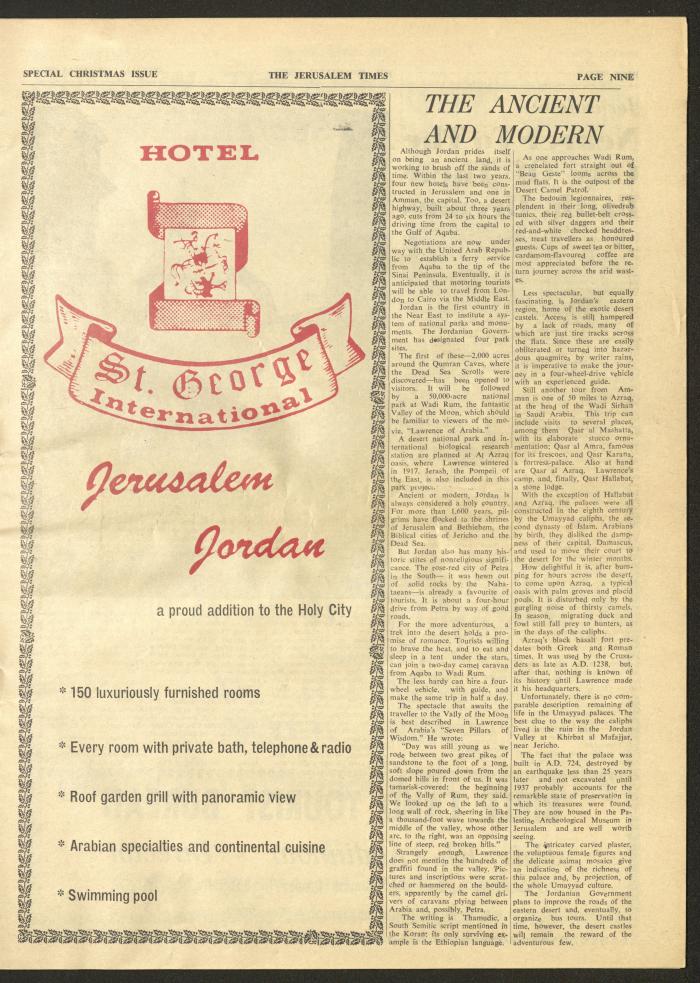 SPECIAL CHRISTMAS ISSUE
THE JERUSALEM TIMES
PAGE NINE
HOTEL
St. George
International
Jerusalem
Jordan
a proud addition to the Holy City
* 150 luxuriously furnished rooms
* Every room with private bath, telephone & radio
* Roof garden grill with panoramic view
* Arabian specialties and continental cuisine
* Swimming pool
THE ANCIENT
AND MODERN
Although Jordan prides itself
on being an ancient land, it is
working to brush off the sands of
time. Within the last two years,
four new hotels have been cons-
tructed in Jerusalem and one in
Amman, the capital. Too, a desert
highway, built about three years
ago, cuts from 24 to six hours the
driving time from the capital to
the Gulf of Aqaba.
Negotiations are now under
way with the United Arab Repub-
lic to establish a ferry service
from Aqaba to the tip of the
Sinai Peninsula. Eventually, it is
anticipated that motoring tourists
will be able to travel from Lon-
don to Cairo via the Middle East.
Jordan is the first country in
the Near East to institute a sys-
tem of national parks and monu-
ments. The Jordanian Govern-
ment has designated four park
sites.
The first of these—2,000 acres
around the Qumran Caves, where
the Dead Sea Scrolls were
discovered—has been opened to
visitors. It will be followed
by a 50,000-acre national
park at Wadi Rum, the fantastic
Valley of the Moon, which should
be familiar to viewers of the mo-
vie, "Lawrence of Arabia."
A desert national park and in-
ternational biological research
station are planned at Al Azraq
oasis, where Lawrence wintered
in 1917. Jerash, the Pompeii of
the East, is also included in this
park project.
Ancient or modern, Jordan is
always considered a holy country.
For more than 1,600 years, pil-
grims have flocked to the shrines
of Jerusalem and Bethlehem, the
Biblical cities of Jericho and the
Dead Sea.
But Jordan also has many his-
toric sites of nonreligious signifi-
cance. The rose-red city of Petra
in the South— it was hewn out
of solid rocks by the Naba-
taeans—is already a favourite of
tourists. It is about a four-hour
drive from Petra by way of good
roads.
For the more adventurous, a
trek into the desert holds a pro-
mise of romance. Tourists willing
to brave the heat, and to eat and
sleep in a tent under the stars,
can join a two-day camel caravan
from Aqaba to Wadi Rum.
The less hardy can hire a four-
wheel vehicle, with guide, and
make the same trip in half a day.
The spectacle that awaits the
traveller to the Vally of the Moon
is best described in Lawrence
of Arabia's "Seven Pillars of
Wisdom." He wrote:
"Day was still young as we
rode between two great pikes of
sandstone to the foot of a long,
soft slope poured down from the
domed hills in front of us. It was
tamarisk-covered: the beginning
of the Vally of Rum, they said.
We looked up on the left to a
long wall of rock, sheering in like
a thousand-foot wave towards the
middle of the valley, whose other
arc, to the right, was an opposing
line of steep, red broken hills."
Strangely enough, Lawrence
does not mention the hundreds of
graffiti found in the valley. Pic-
tures and inscriptions were scrat-
ched or hammered on the bould-
ers, apparently by the camel dri-
vers of caravans plying between
Arabia and, possibly, Petra.
The writing is Thamudic, a
South Semitic script mentioned in
the Koran; its only surviving ex-
ample is the Ethiopian language.
As one approaches Wadi Rum,
a crenelated fort straight out of
"Beau Geste" looms across the
mud flats. It is the outpost of the
Desert Camel Patrol.
The bedouin legionnaires, res-
plendent in their long, olivedrab
tunics, their red bullet-belt cross-
ed with silver daggers and their
red-and-white checked headdres-
ses, treat travellers as honoured
guests. Cups of sweet tea or bitter,
cardamom-flavoured coffee are
most appreciated before the re-
turn journey across the arid wast-
es.
Less spectacular, but equally
fascinating, is Jordan's eastern
region, home of the exotic desert
castels. Access is still hampered
by a lack of roads, many of
which are just tire tracks across
the flats. Since these are easily
obliterated or turned into hazar-
dous quagmires, by writer rains,
it is imperative to make the jour-
ney in a four-wheel-drive vehicle
with an experienced guide.
Still another tour from Am-
man is one of 50 miles to Azraq,
at the head of the Wadi Sirhan
in Saudi Arabia. This trip can
include visits to several places,
among them Qasr al Mashatta,
with its elaborate stucco orna-
mentation; Qasr al Amra, famous
for its frescoes, and Qasr Karana,
a fortress-palace. Also at hand
are Qasr al Azraq, Lawrence's
camp, and, finally, Qasr Hallabat,
a stone lodge.
With the exception of Hallabat
and Azraq, the palaces were all
constructed in the eighth century
by the Umayyad caliphs, the se-
cond dynasty of Islam. Arabians
by birth, they disliked the damp-
ness of their capital, Damascus,
and used to move their court to
the desert for the winter months.
How delightful it is, after bum-
ping for hours across the desert,
to come upon Azraq, a typical
oasis with palm groves and placid
pools. It is disturbed only by the
gurgling noise of thirsty camels.
In season, migrating duck and
fowl still fall prey to hunters, as
in the days of the caliphs.
Azraq's black basalt fort pre-
dates both Greek and Roman
times. It was used by the Crusa-
ders as late as A.D. 1238, but,
after that, nothing is known of
its history until Lawrence made
it his headquarters.
Unfortunately, there is no com-
parable description remaining of
life in the Umayyad palaces. The
best clue to the way the caliphs
lived is the ruin in the Jordan
Valley at Khirbat al Mafajjar,
near Jericho.
The fact that the palace was
built in A.D. 724, destroyed by
an earthquake less than 25 years
later and not excavated until
1937 probably accounts for the
remarkble state of preservation in
which its treasures were found.
They are now housed in the Pa-
lestine Archeological Museum in
Jerusalem and are well worth
seeing.
The intricatey carved plaster,
the voluptuous female figures and
the delicate animat mosaics give
an indication of the richness of
this palace and, by projection, of
the whole Umayyad culture.
The Jordanian Government
plans to improve the roads of the
eastern desert and, eventually, to
organize bus tours. Until that
time, however, the desert castles
will remain the reward of the
adventurous few.